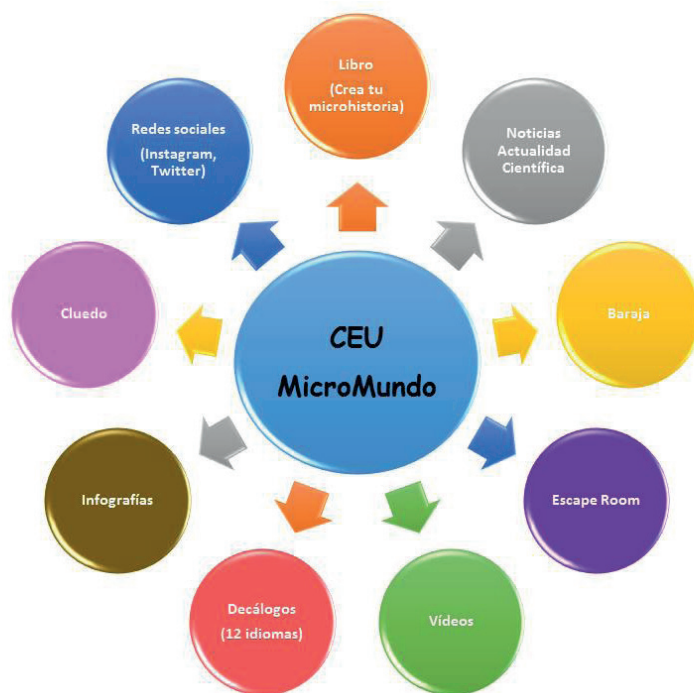 Libro
(Crea tu
microhistoria)
Noticias
Actualidad
Científica
Baraja
Escape Room
Vídeos
Decálogos
(12 idiomas)
Infografías
Cluedo
Redes sociales
(Instagram,
Twitter)
CEU
MicroMundo